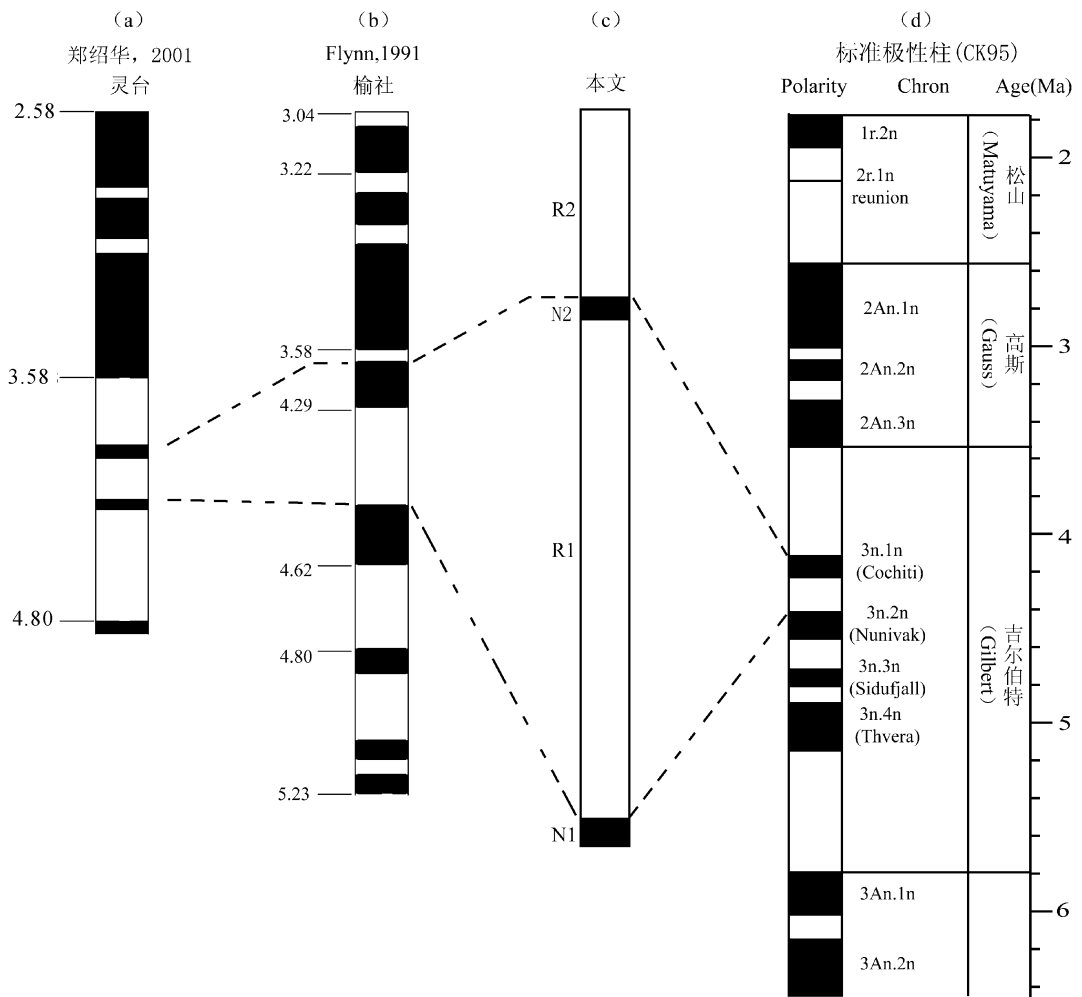 (a)
郑绍华, 2001
灵台
2.58
3.58
4.80
(b)
Flynn,1991
榆社
3.04
3.22
3.58
4.29
4.62
4.80
5.23
(c)
本文
R2
N2
R1
N1
(d)
标准极性柱(CK95)
Polarity Chron Age(Ma)
1r.2n
2r.1n
reunion
2An.1n
2An.2n
2An.3n
3n.1n
(Cochiti)
3n.2n
(Nunivak)
3n.3n
(Sidufjall)
3n.4n
(Thvera)
3An.1n
3An.2n
松山
(Matuyama)
高斯
(Gauss)
吉尔伯特
(Gilbert)
2
3
4
5
6